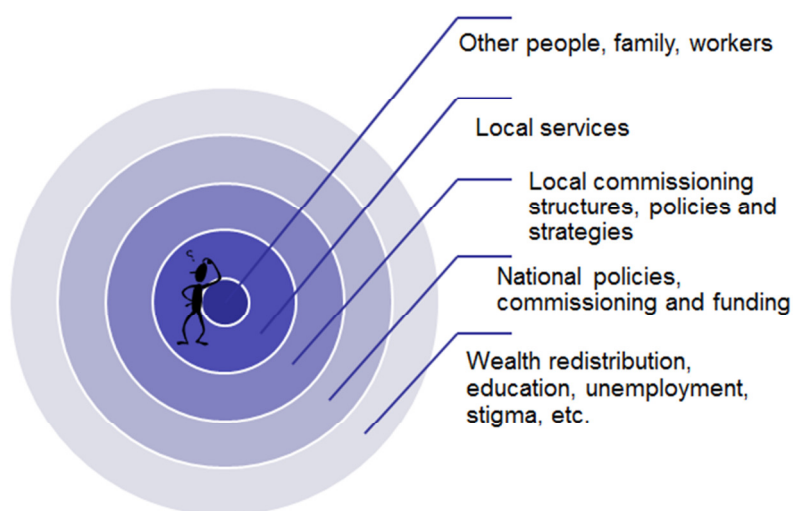 Other people, family, workers
Local services
Local commissioning
structures, policies and
strategies
National policies,
commissioning and funding
Wealth redistribution,
education, unemployment,
stigma, etc.
?